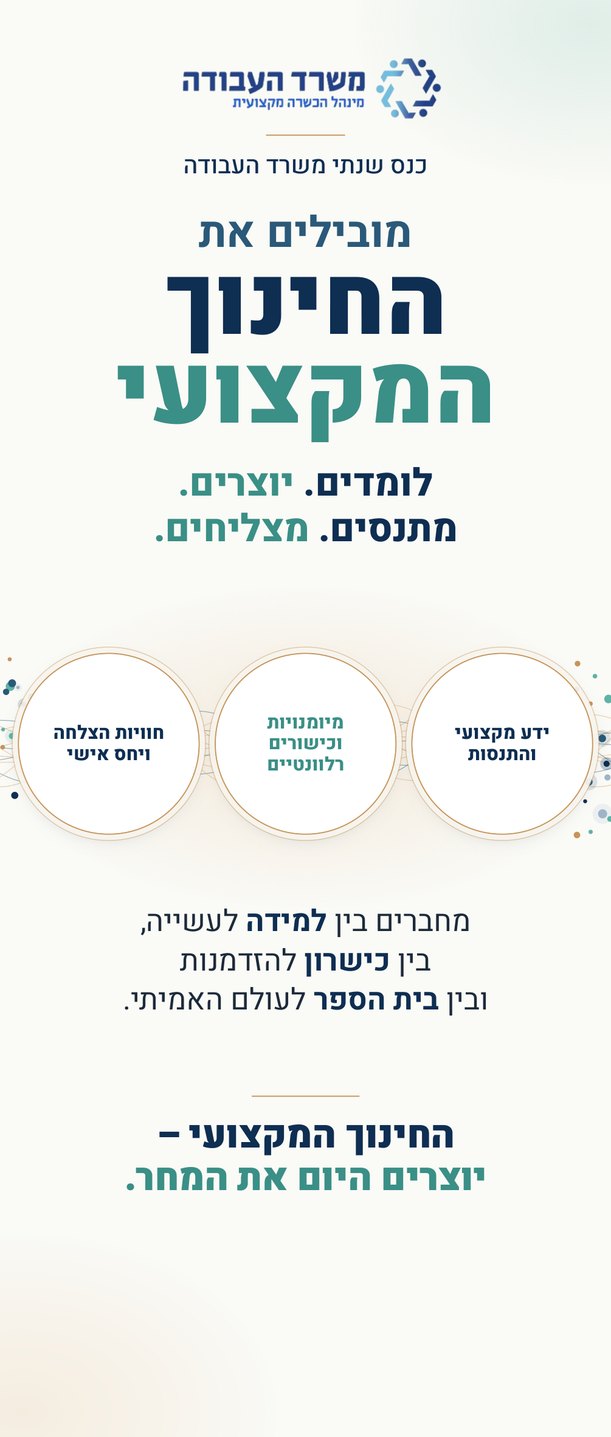 משרד העבודה
מינהל הכשרה מקצועית
כנס שנתי משרד העבודה
מובילים את
החינוך
המקצועי
לומדים. יוצרים.
מתנסים. מצליחים.
ידע מקצועי
והתנסות
מיומנויות
וכישורים
רלוונטיים
חוויות הצלחה
ויחס אישי
מחברים בין למידה לעשייה,
בין כישרון להזדמנות
ובין בית הספר לעולם האמיתי.
החינוך המקצועי –
יוצרים היום את המחר.